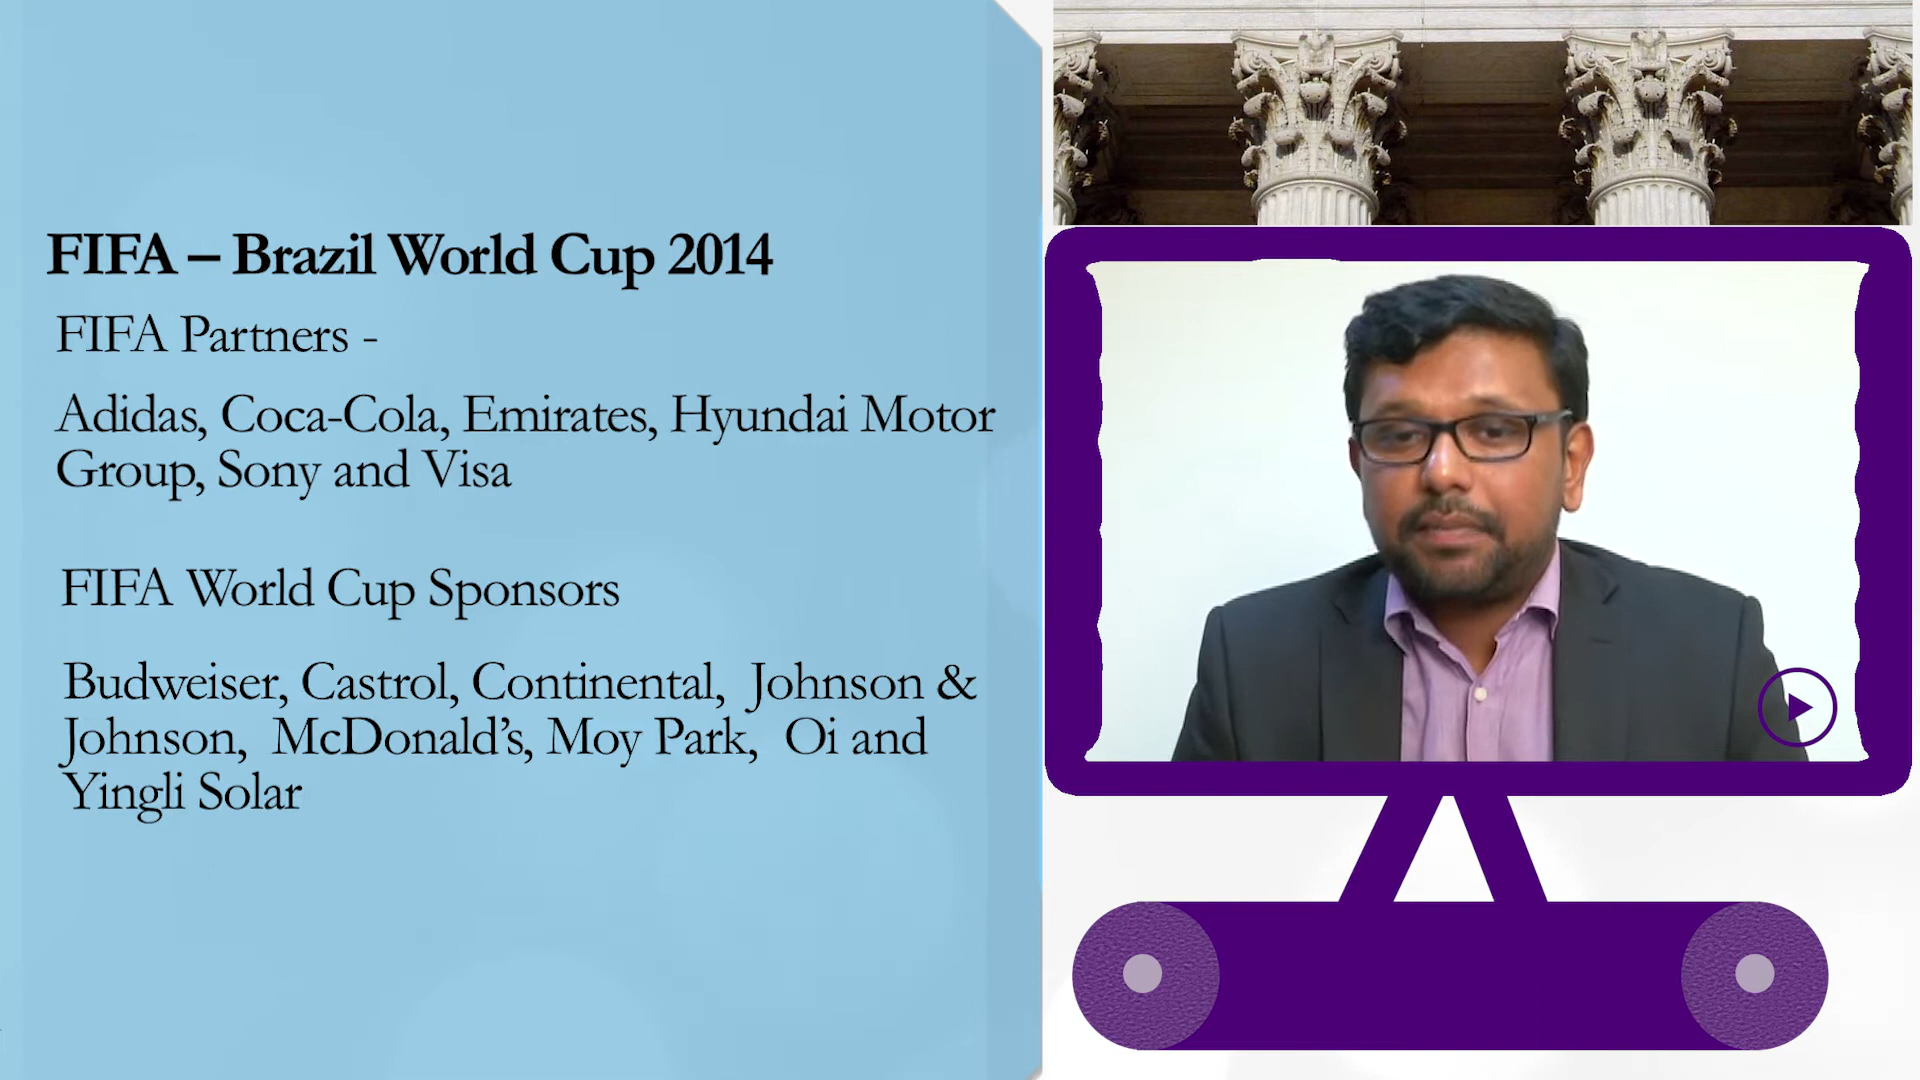 FIFA – Brazil World Cup 2014
FIFA Partners -
Adidas, Coca-Cola, Emirates, Hyundai Motor
Group, Sony and Visa
FIFA World Cup Sponsors
Budweiser, Castrol, Continental, Johnson &
Johnson, McDonald’s, Moy Park, Oi and
Yingli Solar